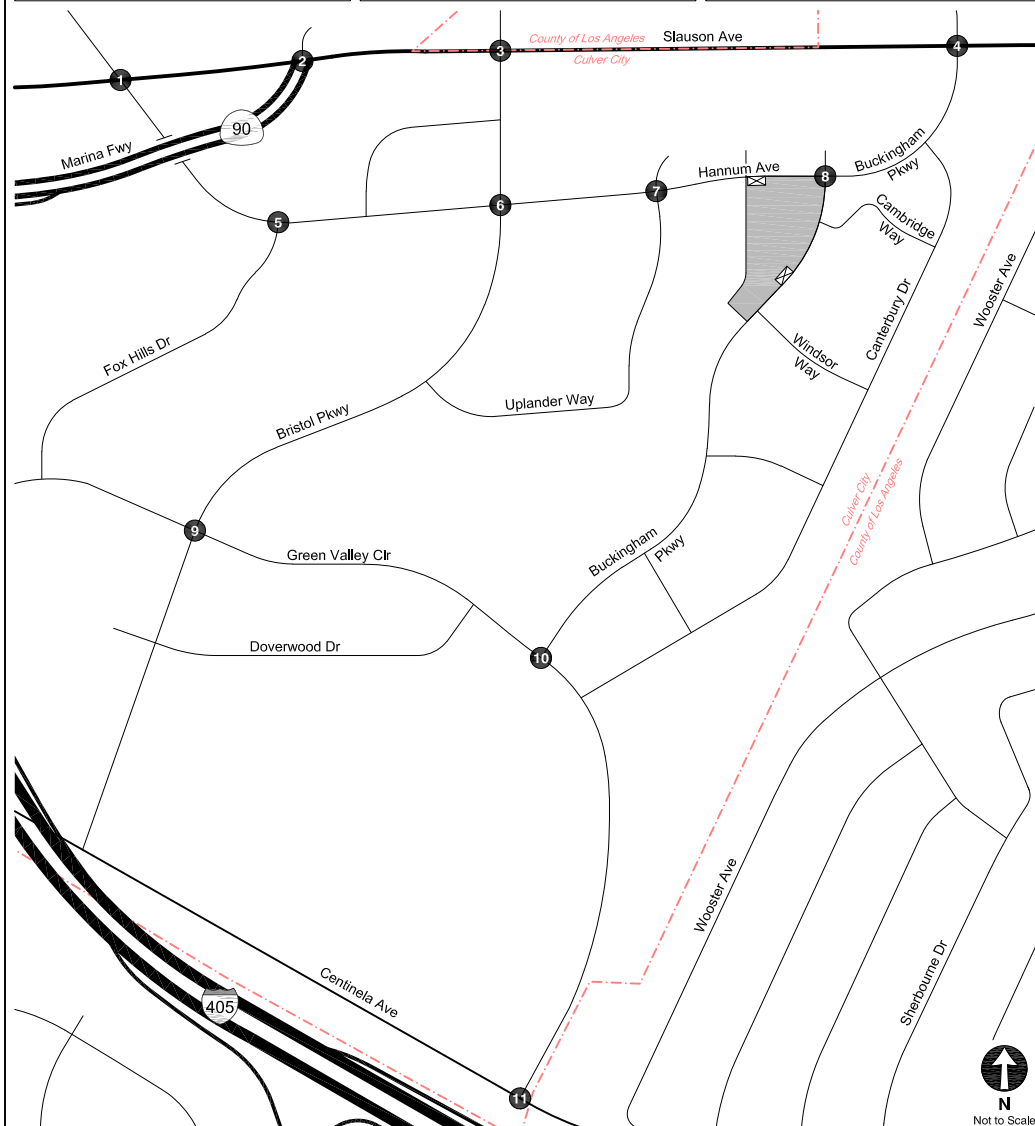 County of Los Angeles
Slauson Ave
Culver City
1
2
3
4
90
Marina Fwy
Hannum Ave
Buckingham
Pkwy
5
6
7
8
Cambridge
Way
Wooster Ave
Canterbury Dr
Fox Hills Dr
Windsor
Way
Bristol Pkwy
Uplander Way
Culver City
County of Los Angeles
9
Green Valley Clr
Buckingham
Pkwy
Doverwood Dr
10
Wooster Ave
Centinela Ave
405
Sherbourne Dr
11
N
Not to Scale